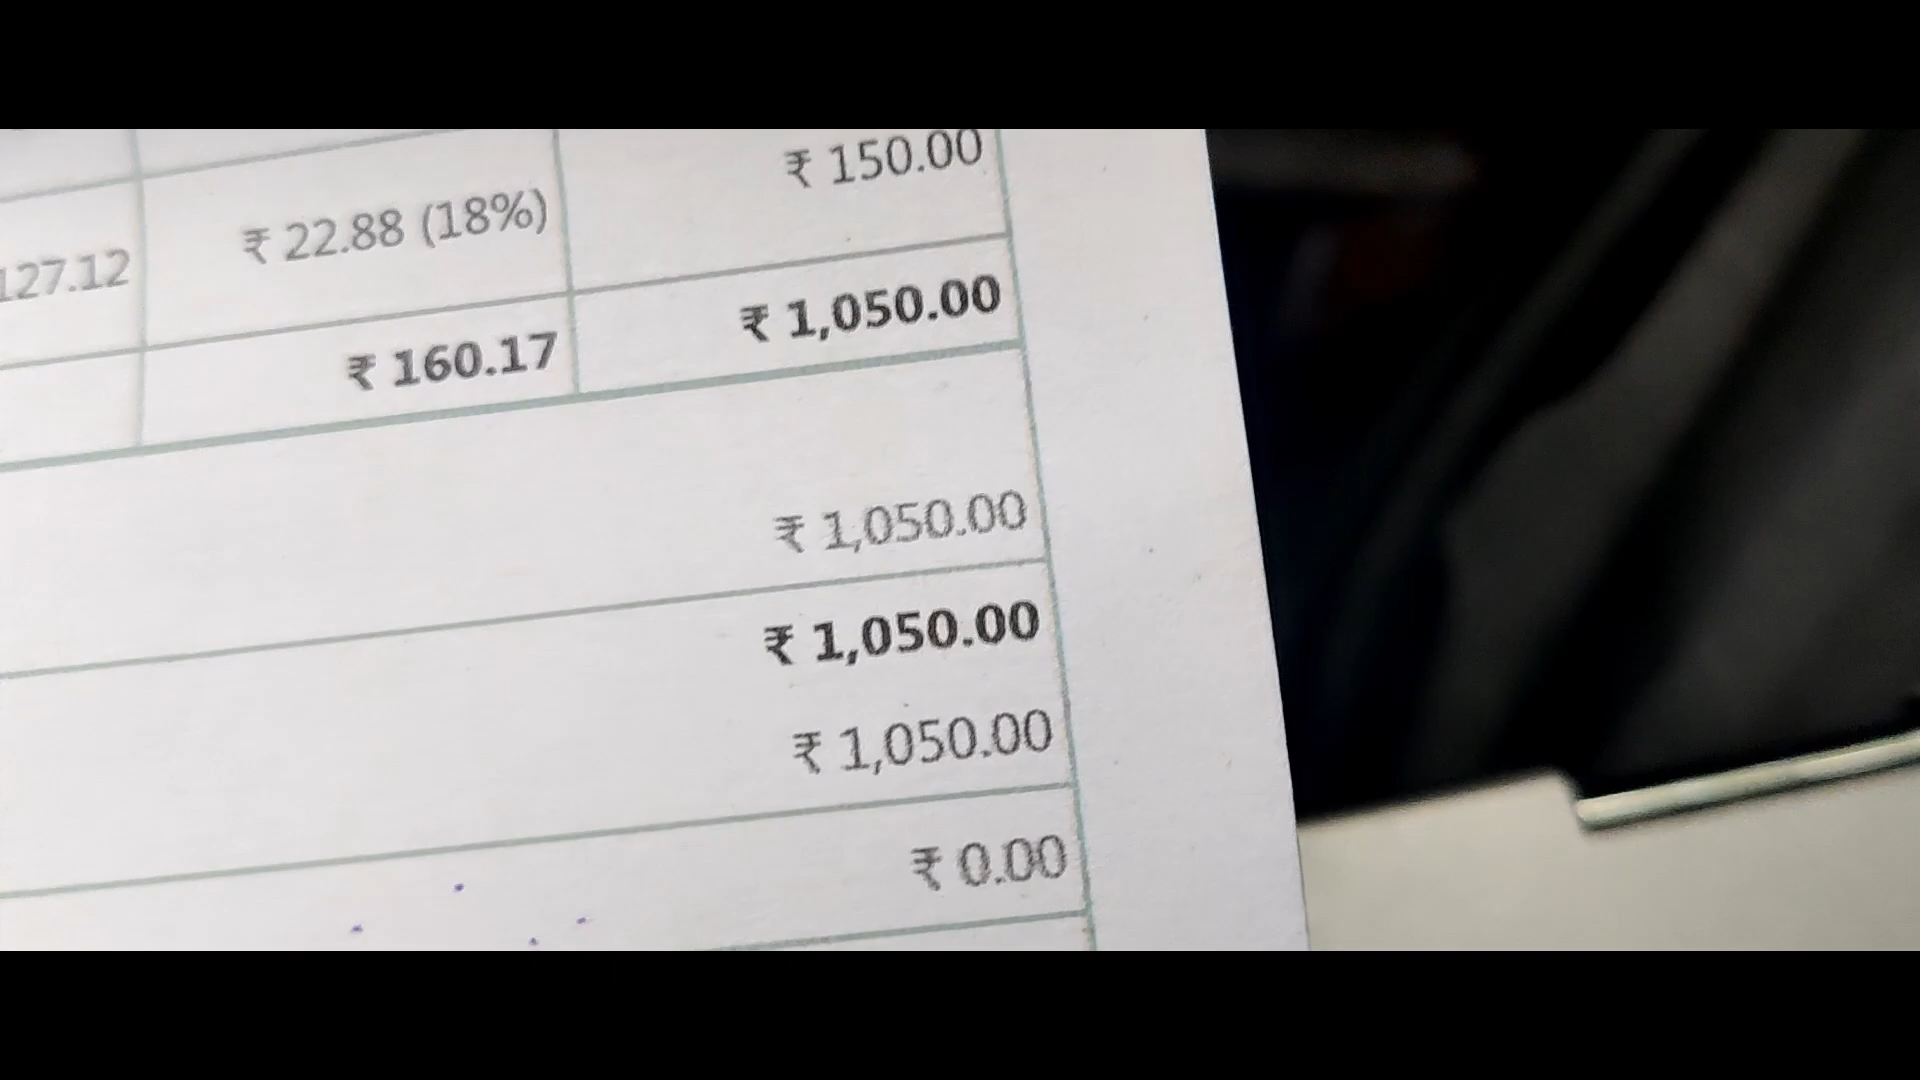 ₹ 150.00
127.12 ₹ 22.88 (18%)
₹ 160.17 ₹ 1,050.00
₹ 1,050.00
₹ 1,050.00
₹ 1,050.00
₹ 0.00